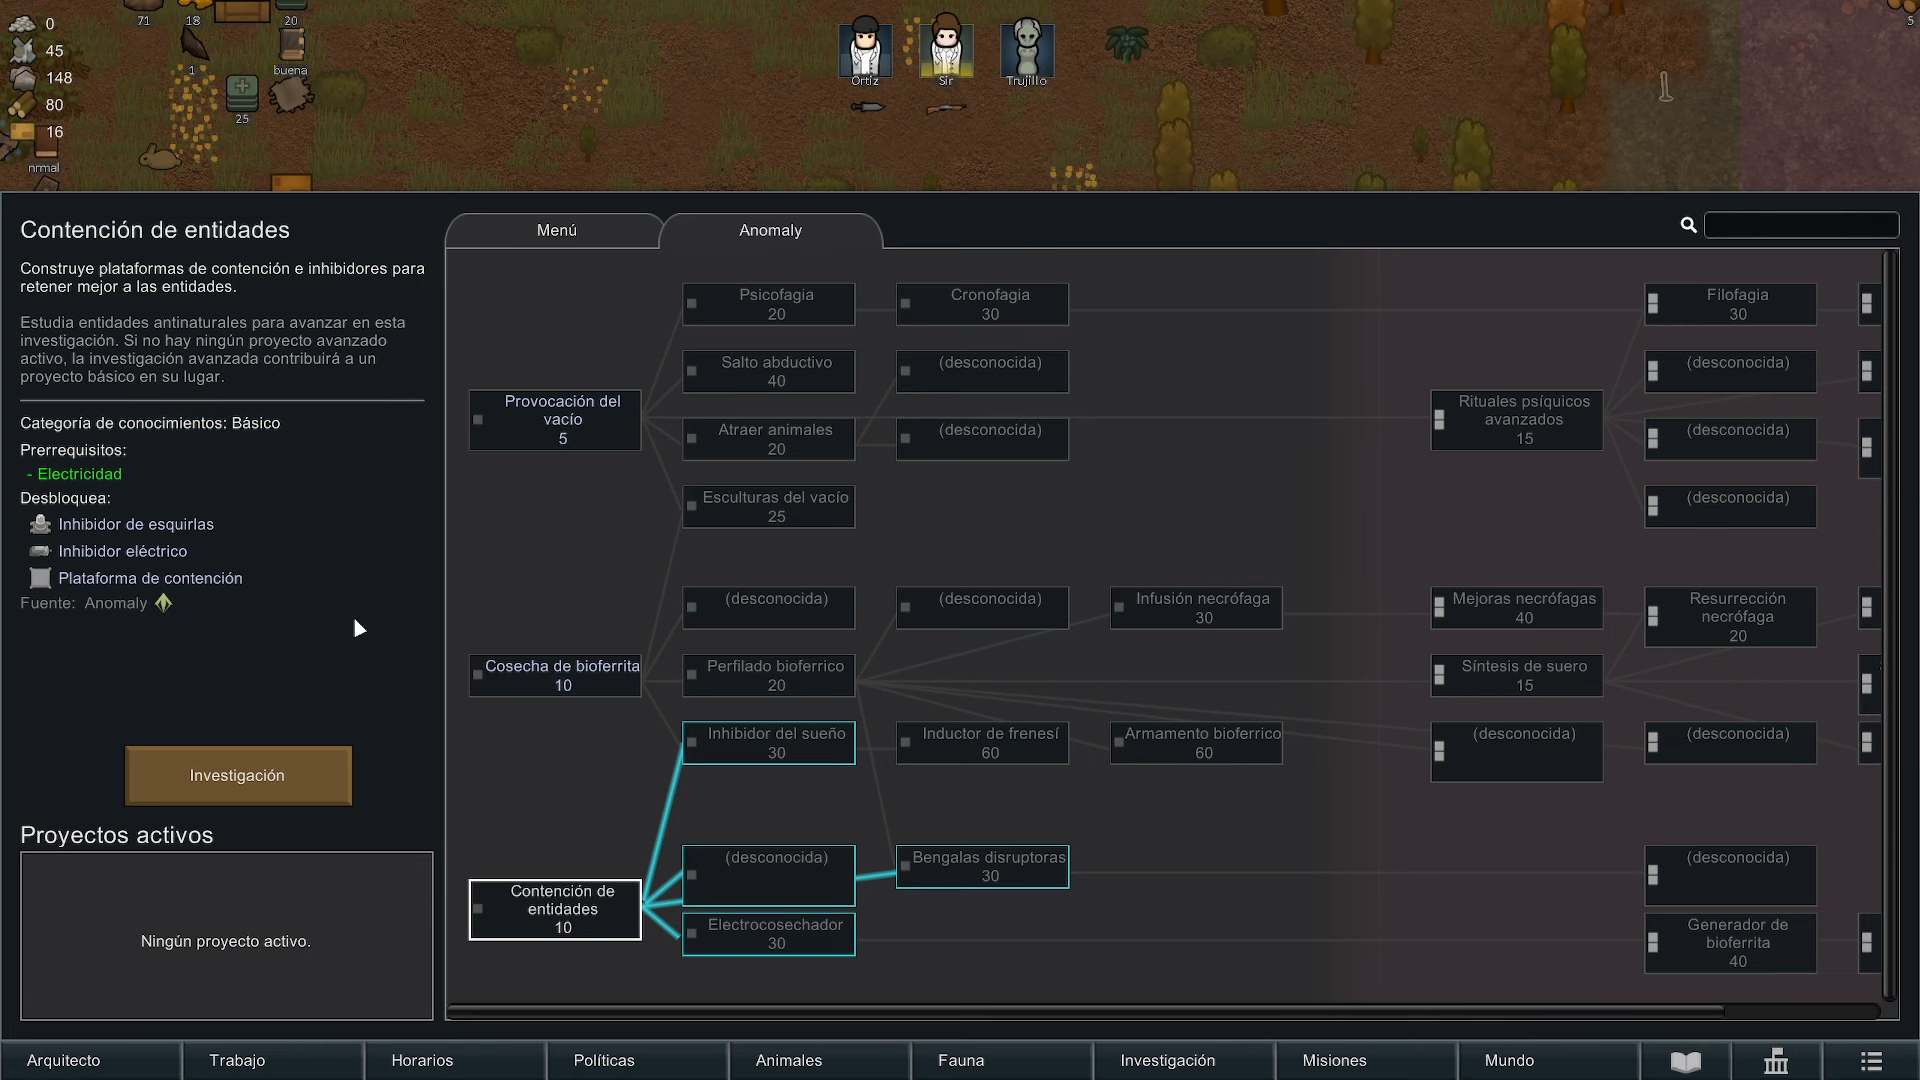 0
45
148
80
16
nrmal
71
18
20
1
buena
25
Ortiz
Sir
Trujillo
5
Contención de entidades
Construye plataformas de contención e inhibidores para
retener mejor a las entidades.
Estudia entidades antinaturales para avanzar en esta
investigación. Si no hay ningún proyecto avanzado
activo, la investigación avanzada contribuirá a un
proyecto básico en su lugar.
Categoría de conocimientos: Básico
Prerrequisitos:
- Electricidad
Desbloquea:
Inhibidor de esquirlas
Inhibidor eléctrico
Plataforma de contención
Fuente: Anomaly
Investigación
Proyectos activos
Ningún proyecto activo.
Menú
Anomaly
Psicofagia
20
Cronofagia
30
Filofagia
30
Salto abductivo
40
(desconocida)
(desconocida)
Provocación del
vacío
5
Atraer animales
20
(desconocida)
Rituales psíquicos
avanzados
15
(desconocida)
Esculturas del vacío
25
(desconocida)
(desconocida)
(desconocida)
Infusión necrófaga
30
Mejoras necrófagas
40
Resurrección
necrófaga
20
Cosecha de bioferrita
10
Perfilado bioferrico
20
Síntesis de suero
15
Inhibidor del sueño
30
Inductor de frenesí
60
Armamento bioferrico
60
(desconocida)
(desconocida)
(desconocida)
Bengalas disruptoras
30
(desconocida)
Contención de
entidades
10
Electrocosechador
30
Generador de
bioferrita
40
Arquitecto
Trabajo
Horarios
Políticas
Animales
Fauna
Investigación
Misiones
Mundo